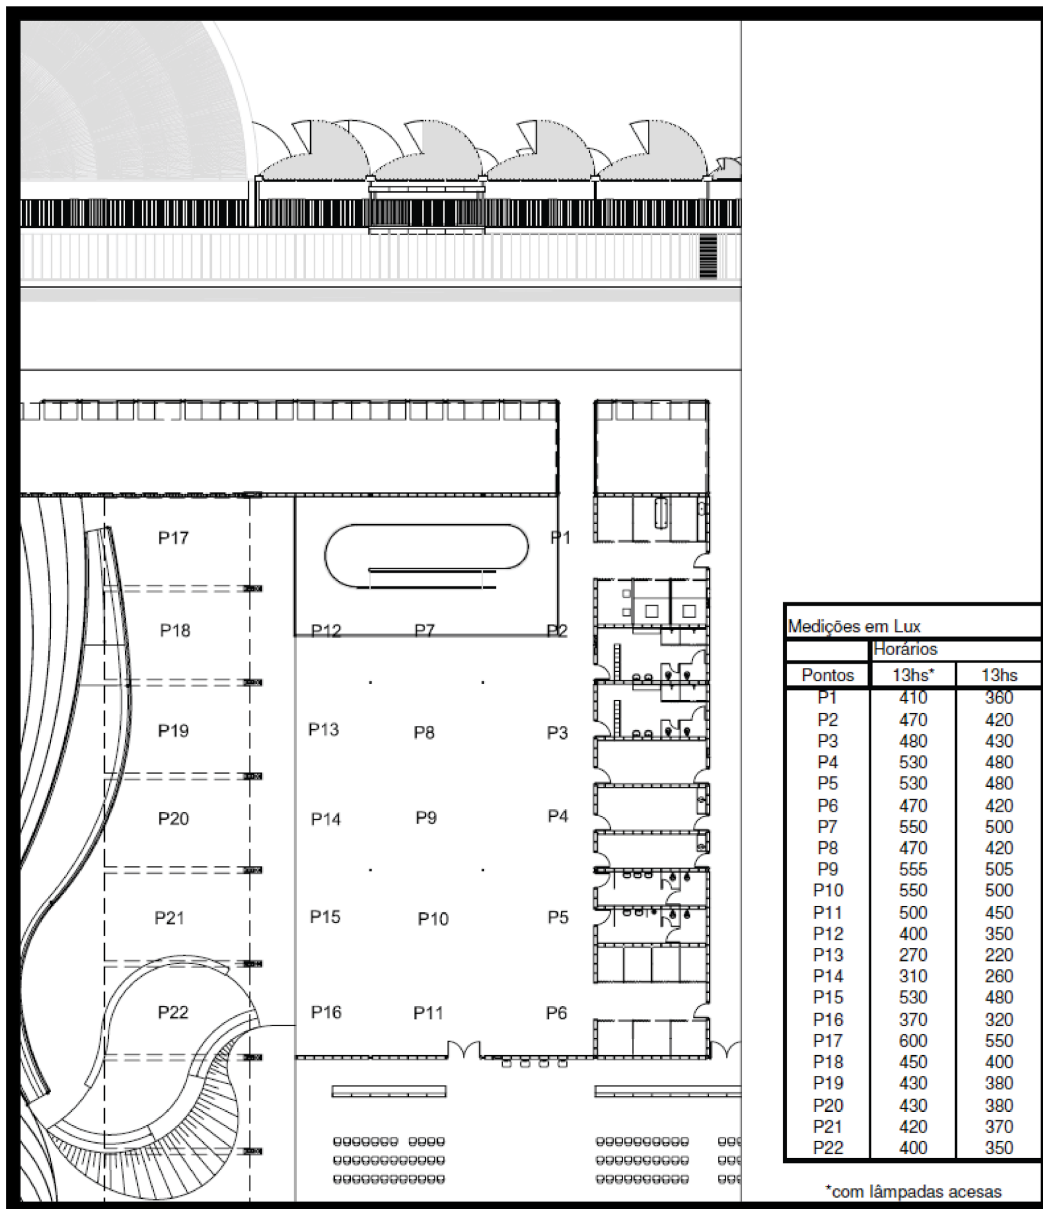 P17
P1
P18
P12
P7
P2
P19
P13
P8
P3
P20
P14
P9
P4
P21
P15
P10
P5
P22
P16
P11
P6
Medições em Lux
Horários
Pontos 13hs* 13hs
P1 410 360
P2 470 420
P3 480 430
P4 530 480
P5 530 480
P6 470 420
P7 550 500
P8 470 420
P9 555 505
P10 550 500
P11 500 450
P12 400 350
P13 270 220
P14 310 260
P15 530 480
P16 370 320
P17 600 550
P18 450 400
P19 430 380
P20 430 380
P21 420 370
P22 400 350
*com lâmpadas acesas